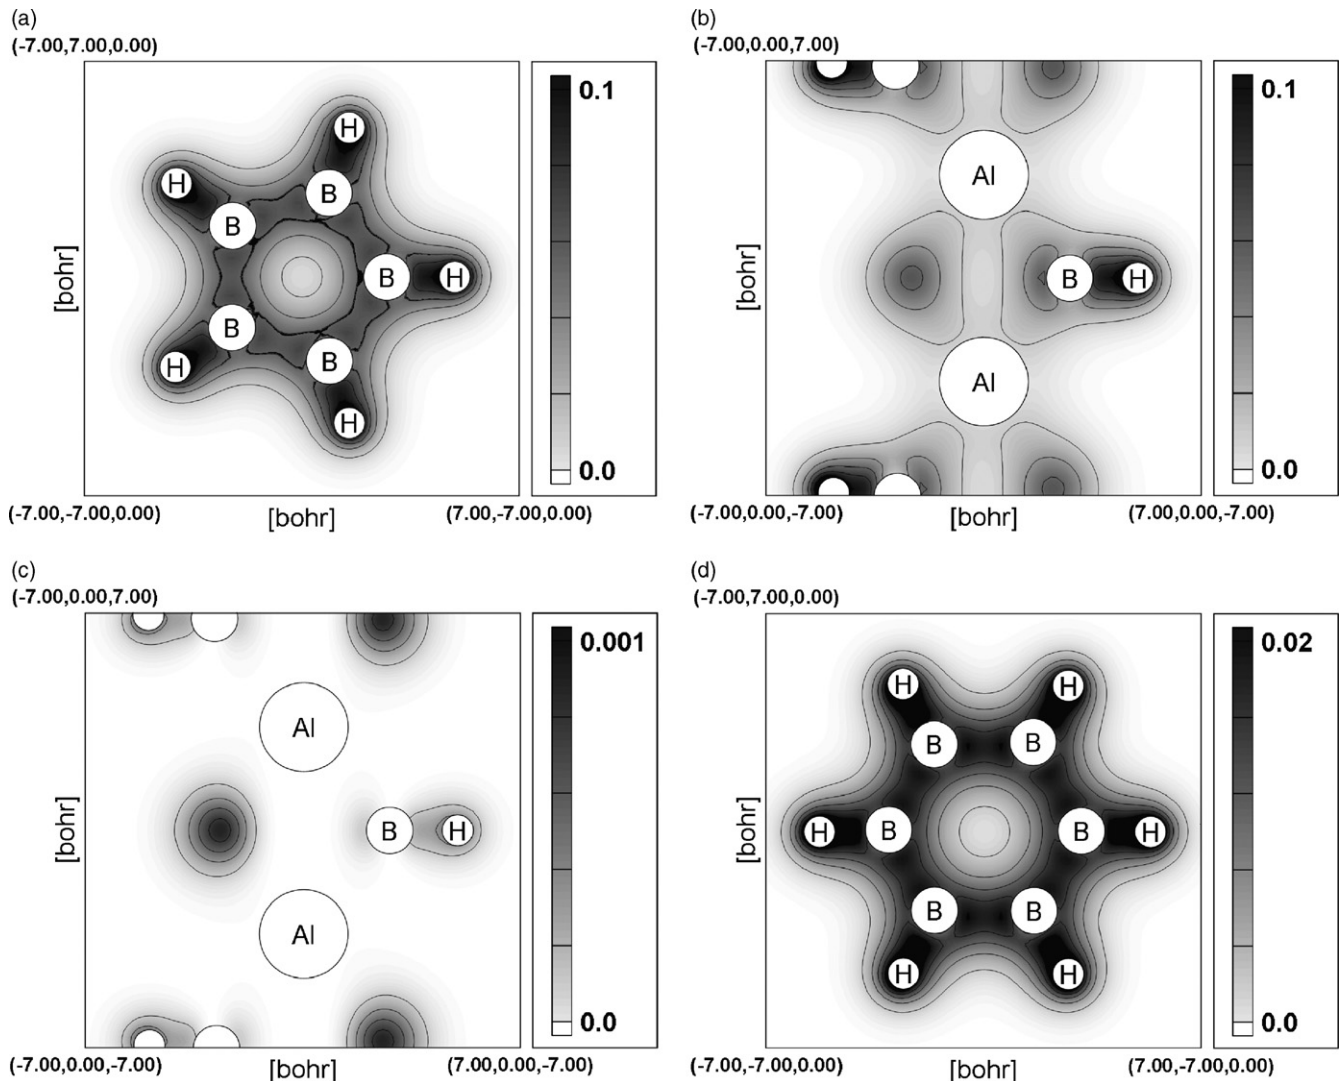 (a)
(-7.00,7.00,0.00)
0.1
H
H
B
B
B
H
B
B
H
H
0.0
[bohr]
(-7.00,-7.00,0.00)
[bohr]
(7.00,-7.00,0.00)
(b)
(-7.00,0.00,7.00)
0.1
Al
B
H
Al
0.0
[bohr]
(-7.00,0.00,-7.00)
[bohr]
(7.00,0.00,-7.00)
(c)
(-7.00,0.00,7.00)
0.001
Al
B
H
Al
0.0
[bohr]
(-7.00,0.00,-7.00)
[bohr]
(7.00,0.00,-7.00)
(d)
(-7.00,7.00,0.00)
0.02
H
H
B
B
H
B
B
H
B
B
H
H
0.0
[bohr]
(-7.00,-7.00,0.00)
[bohr]
(7.00,-7.00,0.00)